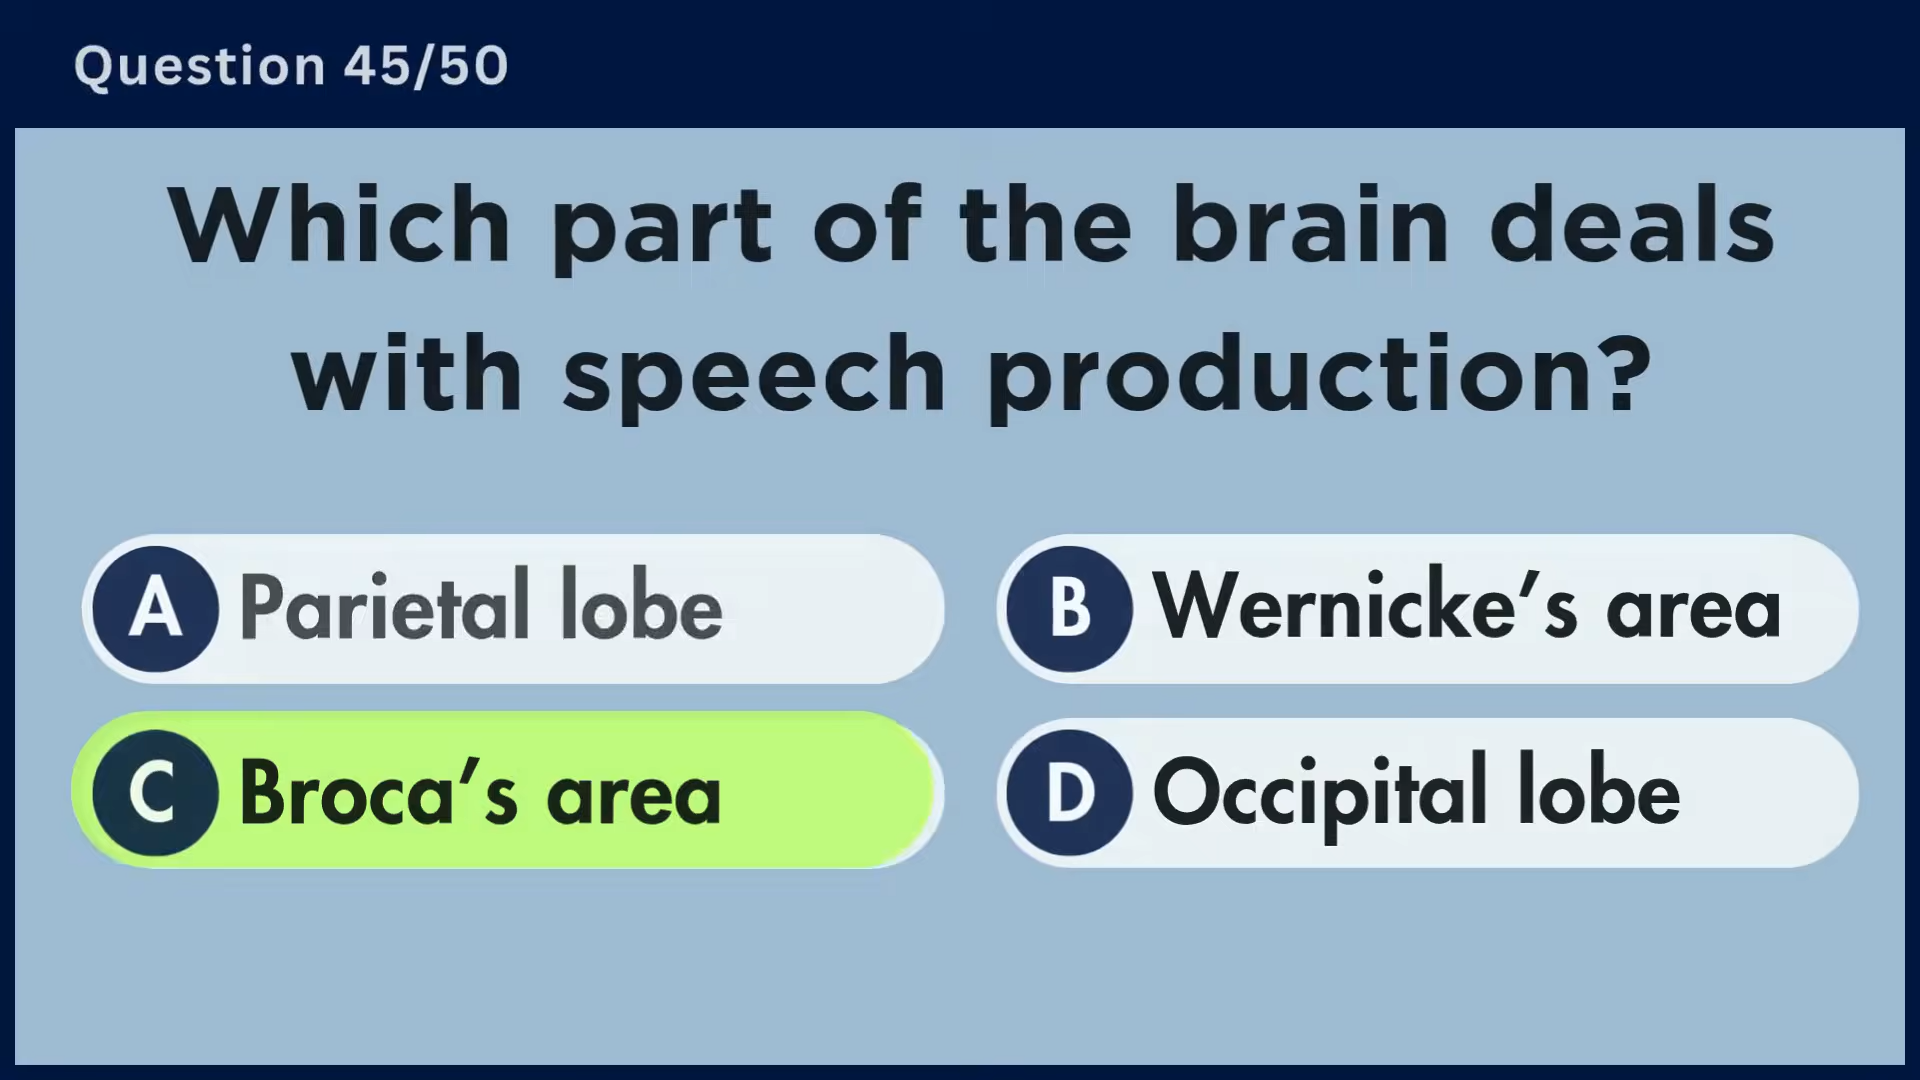 Question 45/50
Which part of the brain deals
with speech production?
A Parietal lobe
B Wernicke’s area
C Broca’s area
D Occipital lobe